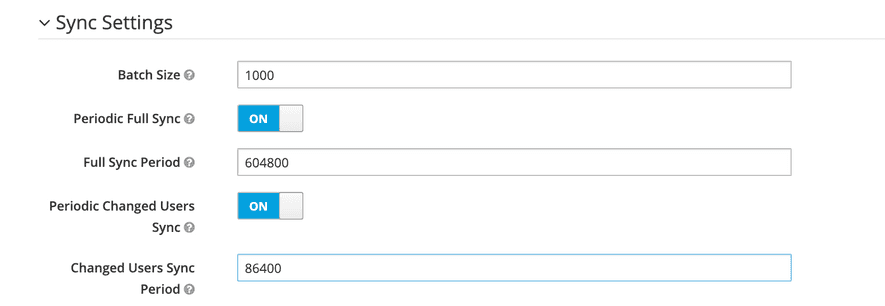 Sync Settings
Batch Size 1000
Periodic Full Sync ON
Full Sync Period 604800
Periodic Changed Users
Sync ON
Changed Users Sync
Period 86400